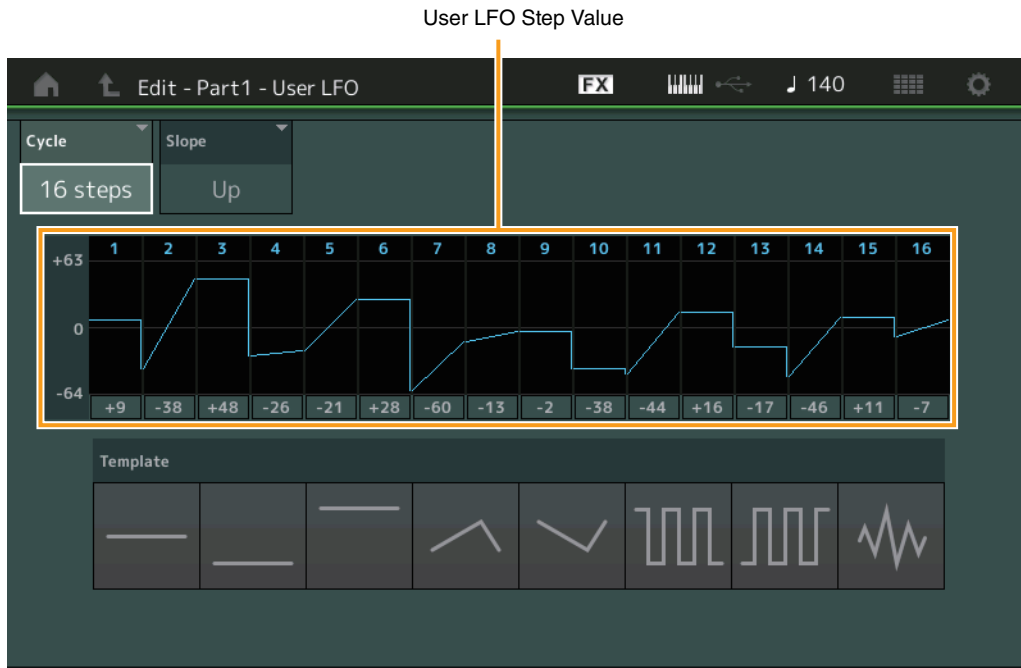 User LFO Step Value
Edit - Part1 - User LFO FX ♩ 140
Cycle Slope
16 steps Up
1 2 3 4 5 6 7 8 9 10 11 12 13 14 15 16
+63
0
-64
+9 -38 +48 -26 -21 +28 -60 -13 -2 -38 -44 +16 -17 -46 +11 -7
Template